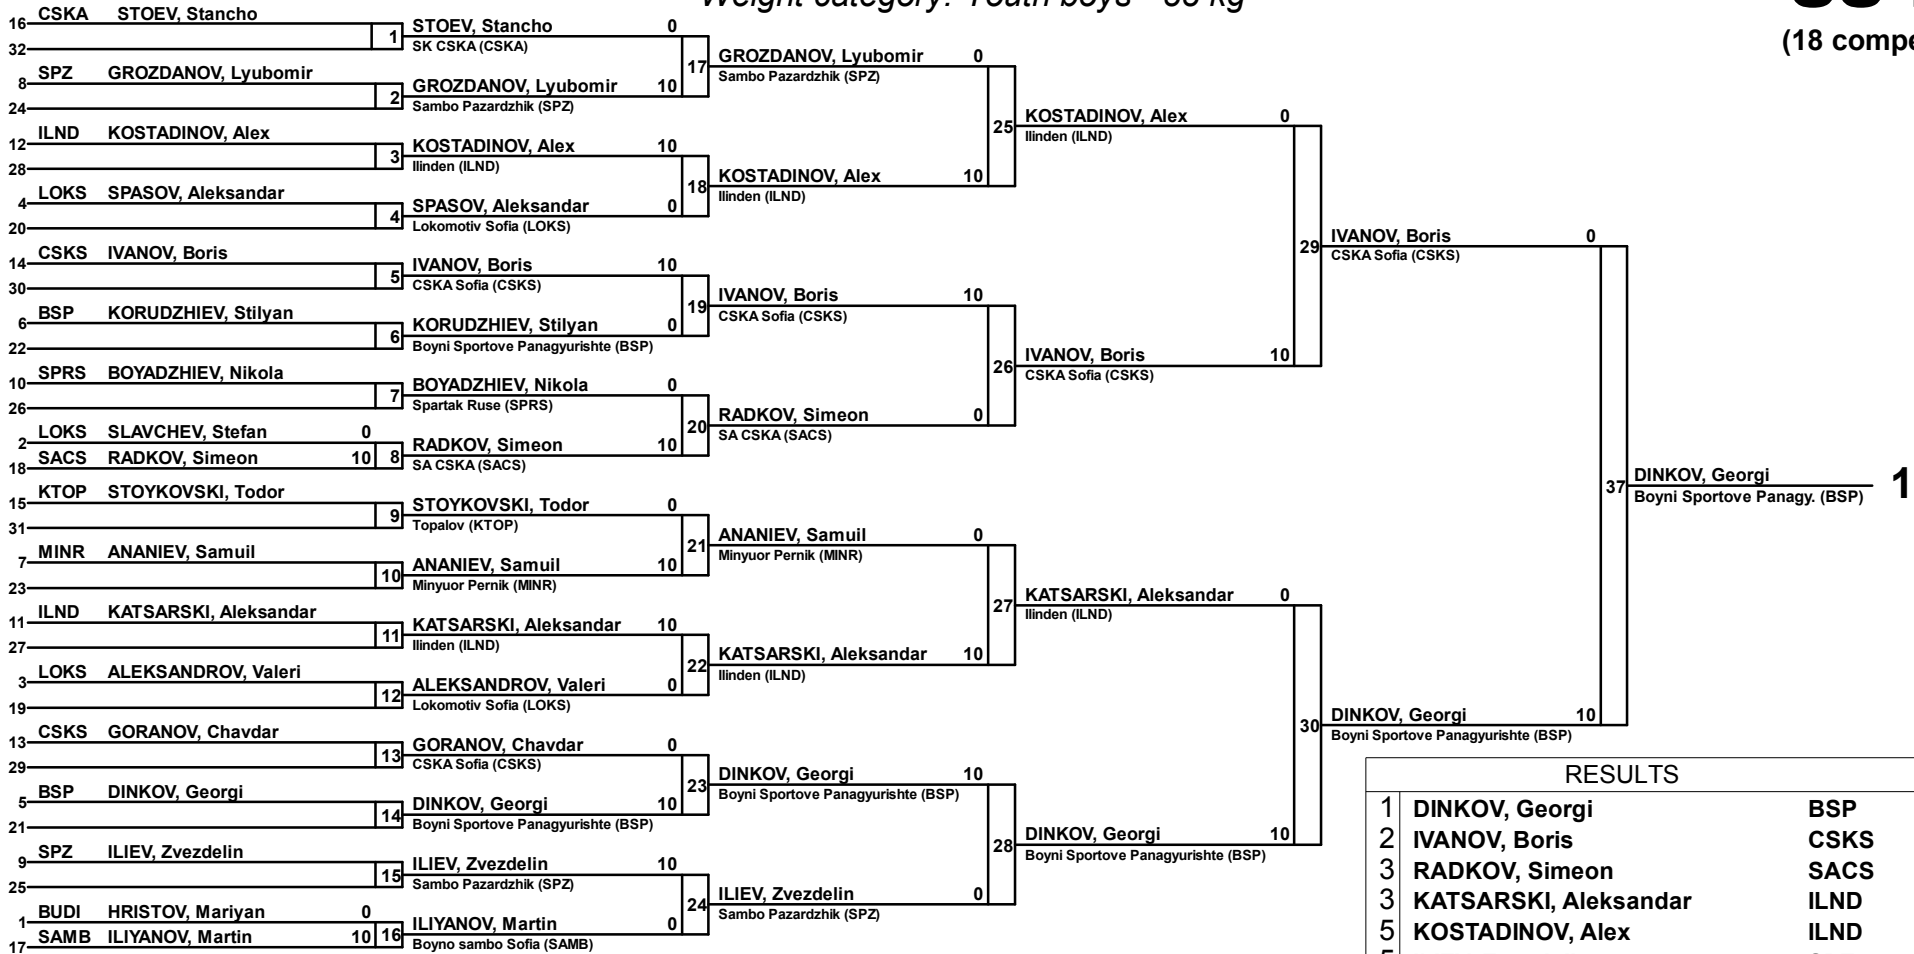 16 CSKA STOEV, Stancho
32
8 SPZ GROZDANOV, Lyubomir
24
12 ILND KOSTADINOV, Alex
28
4 LOKS SPASOV, Aleksandar
20
14 CSKS IVANOV, Boris
30
6 BSP KORUDZHIEV, Stilyan
22
10 SPRS BOYADZHIEV, Nikola
26
2 LOKS SLAVCHEV, Stefan 0
18 SACS RADKOV, Simeon 10
15 KTOP STOYKOVSKI, Todor
31
7 MINR ANANIEV, Samuil
23
11 ILND KATSARSKI, Aleksandar
27
3 LOKS ALEKSANDROV, Valeri
19
13 CSKS GORANOV, Chavdar
29
5 BSP DINKOV, Georgi
21
9 SPZ ILIEV, Zvezdelin
25
1 BUDI HRISTOV, Mariyan 0
17 SAMB ILIYANOV, Martin 10
1 STOEV, Stancho 0
SK CSKA (CSKA)
2 GROZDANOV, Lyubomir 10
Sambo Pazardzhik (SPZ)
3 KOSTADINOV, Alex 10
Ilinden (ILND)
4 SPASOV, Aleksandar 0
Lokomotiv Sofia (LOKS)
5 IVANOV, Boris 10
CSKA Sofia (CSKS)
6 KORUDZHIEV, Stilyan 0
Boyni Sportove Panagyurishte (BSP)
7 BOYADZHIEV, Nikola 0
Spartak Ruse (SPRS)
8 RADKOV, Simeon 10
SA CSKA (SACS)
9 STOYKOVSKI, Todor 0
Topalov (KTOP)
10 ANANIEV, Samuil 10
Minyuor Pernik (MINR)
11 KATSARSKI, Aleksandar 10
Ilinden (ILND)
12 ALEKSANDROV, Valeri 0
Lokomotiv Sofia (LOKS)
13 GORANOV, Chavdar 0
CSKA Sofia (CSKS)
14 DINKOV, Georgi 10
Boyni Sportove Panagyurishte (BSP)
15 ILIEV, Zvezdelin 10
Sambo Pazardzhik (SPZ)
16 ILIYANOV, Martin 0
Boyno sambo Sofia (SAMB)
Weight category: Youth boys
17 GROZDANOV, Lyubomir 0
Sambo Pazardzhik (SPZ)
18 KOSTADINOV, Alex 10
Ilinden (ILND)
19 IVANOV, Boris 10
CSKA Sofia (CSKS)
20 RADKOV, Simeon 0
SA CSKA (SACS)
21 ANANIEV, Samuil 0
Minyuor Pernik (MINR)
22 KATSARSKI, Aleksandar 10
Ilinden (ILND)
23 DINKOV, Georgi 10
Boyni Sportove Panagyurishte (BSP)
24 ILIEV, Zvezdelin 0
Sambo Pazardzhik (SPZ)
25 KOSTADINOV, Alex 0
Ilinden (ILND)
26 IVANOV, Boris 10
CSKA Sofia (CSKS)
27 KATSARSKI, Aleksandar 0
Ilinden (ILND)
28 DINKOV, Georgi 10
Boyni Sportove Panagyurishte (BSP)
29 IVANOV, Boris 0
CSKA Sofia (CSKS)
30 DINKOV, Georgi 10
Boyni Sportove Panagyurishte (BSP)
(18 compe
37 DINKOV, Georgi 1
Boyni Sportove Panagy. (BSP)
RESULTS
1 DINKOV, Georgi BSP
2 IVANOV, Boris CSKS
3 RADKOV, Simeon SACS
3 KATSARSKI, Aleksandar ILND
5 KOSTADINOV, Alex ILND